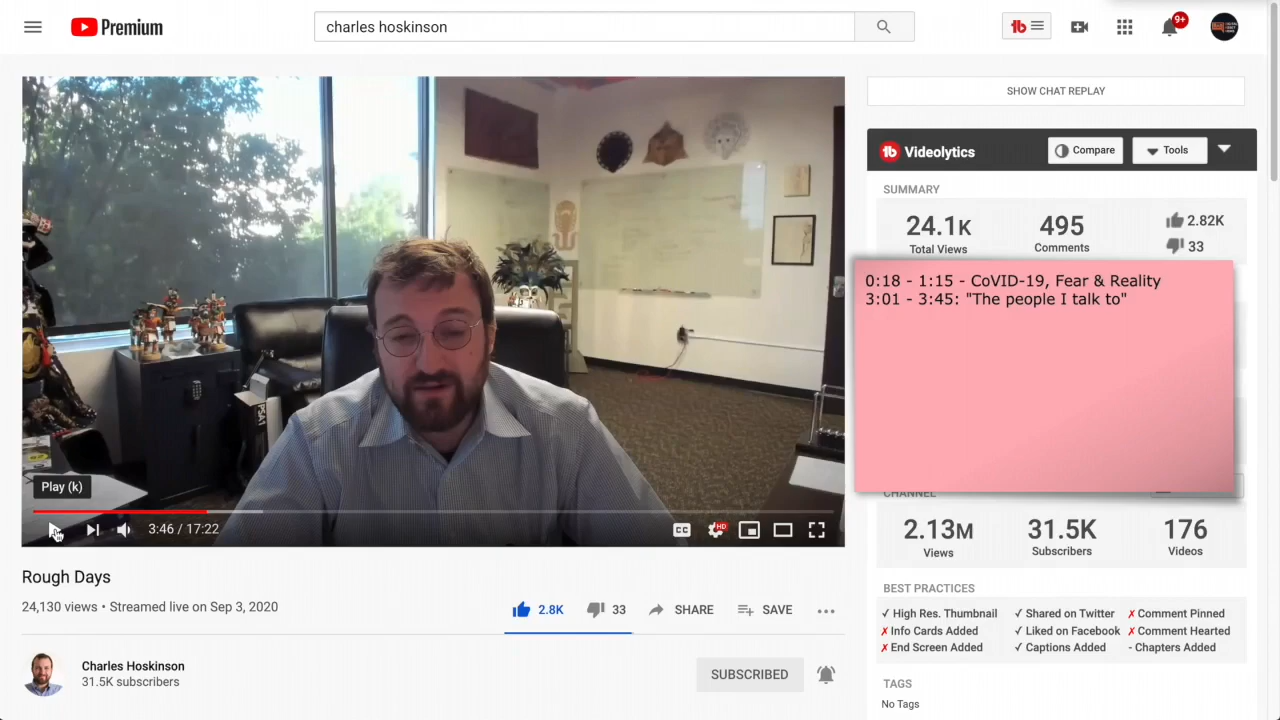 Premium
charles hoskinson
9+
SHOW CHAT REPLAY
tb Videolytics
Compare
Tools
SUMMARY
24.1K
495
2.82K
Total Views
Comments
33
0:18 - 1:15 - CoVID-19, Fear & Reality
3:01 - 3:45: "The people I talk to"
Play (k)
3:46 / 17:22
CC
HD
CHANNEL
2.13M
31.5K
176
Views
Subscribers
Videos
Rough Days
24,130 views • Streamed live on Sep 3, 2020
2.8K
33
SHARE
SAVE
BEST PRACTICES
✓ High Res. Thumbnail
✓ Shared on Twitter
✗ Comment Pinned
✗ Info Cards Added
✓ Liked on Facebook
✗ Comment Hearted
✗ End Screen Added
✓ Captions Added
- Chapters Added
Charles Hoskinson
31.5K subscribers
SUBSCRIBED
TAGS
No Tags